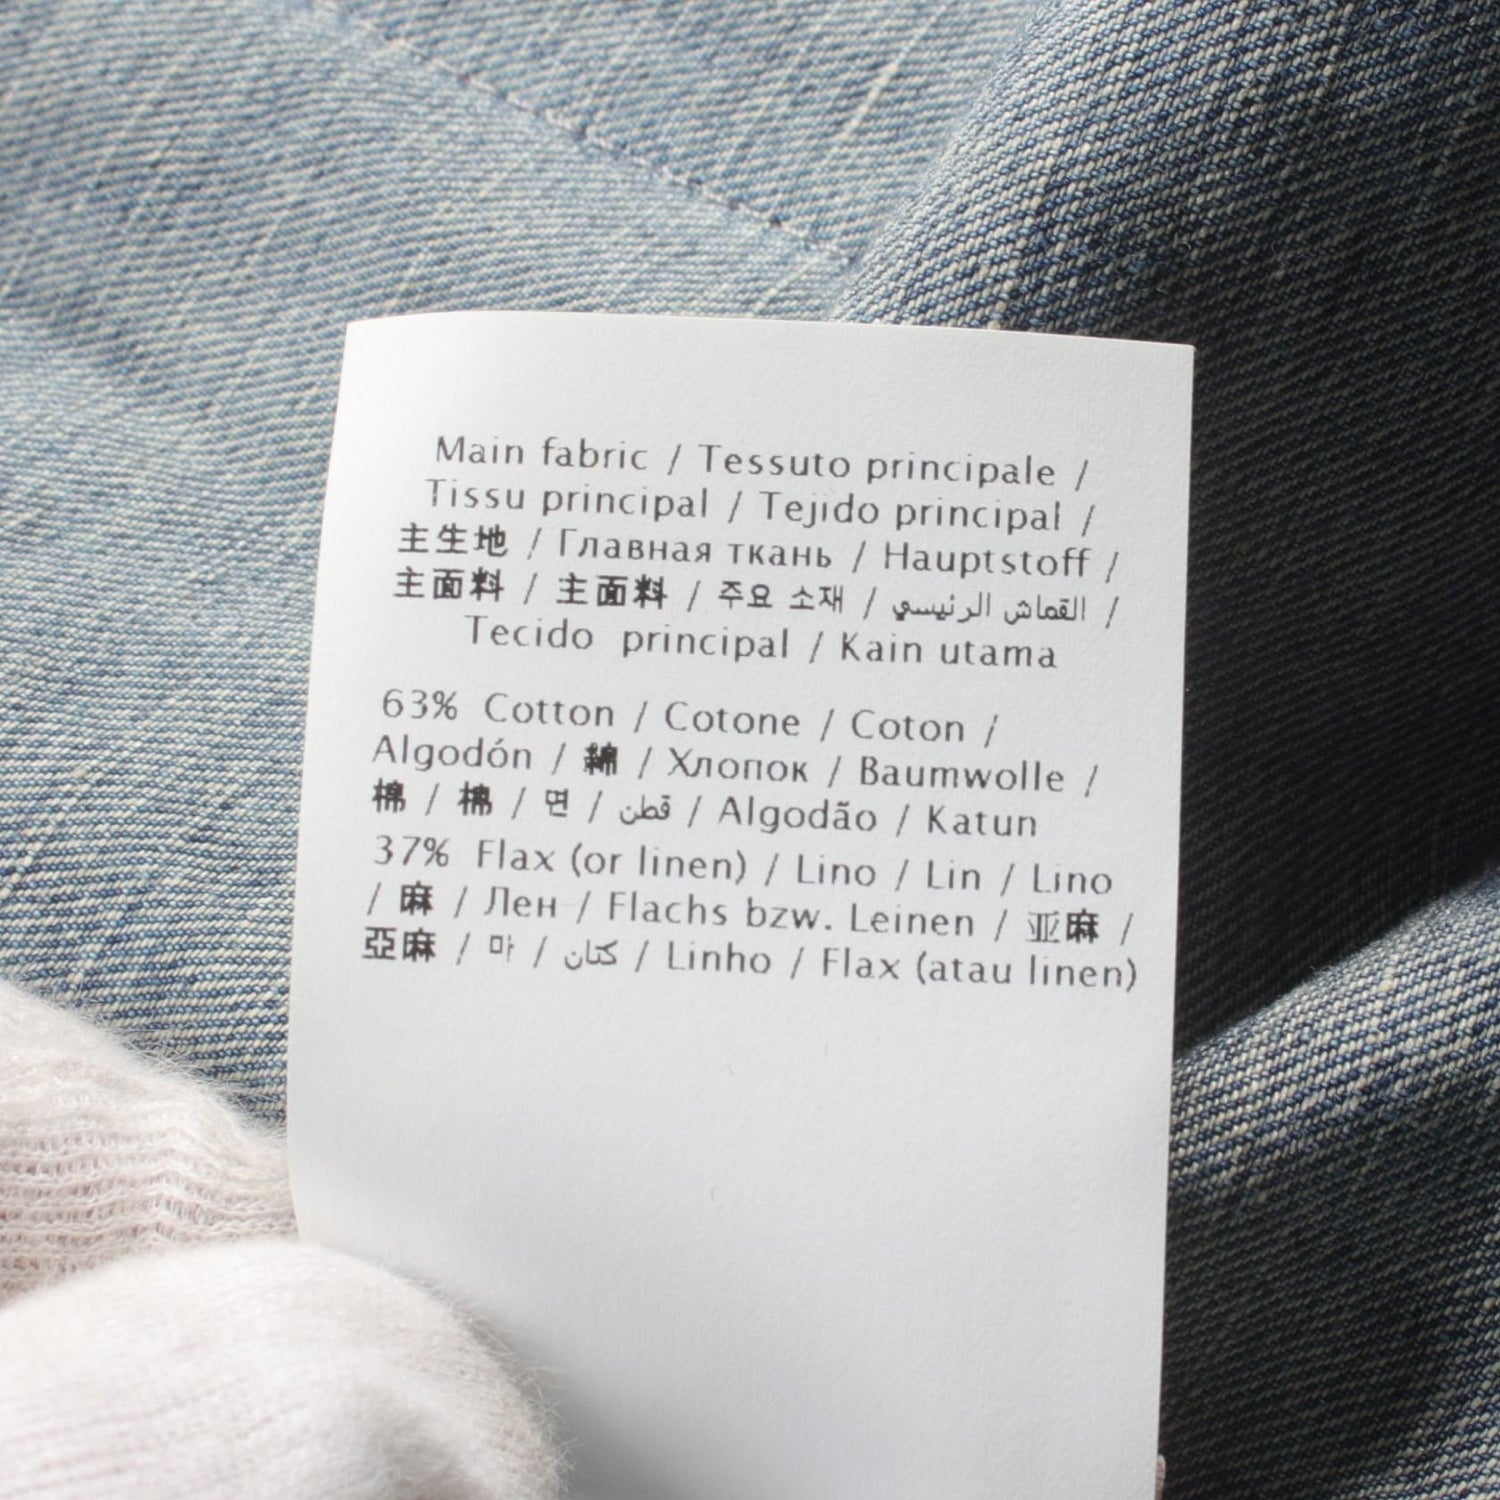 Main fabric / Tessuto principale /
Tissu principal / Tejido principal /
主生地 / Главная ткань / Hauptstoff /
主面料 / 主面料 / 주요 소재 / القماش الرئيسي /
Tecido principal / Kain utama
63% Cotton / Cotone / Coton /
Algodón / 綿 / Хлопок / Baumwolle /
棉 / 棉 / 면 / قطن / Algodão / Katun
37% Flax (or linen) / Lino / Lin / Lino
/ 麻 / Лен / Flachs bzw. Leinen / 亚麻 /
亞麻 / 마 / كتان / Linho / Flax (atau linen)